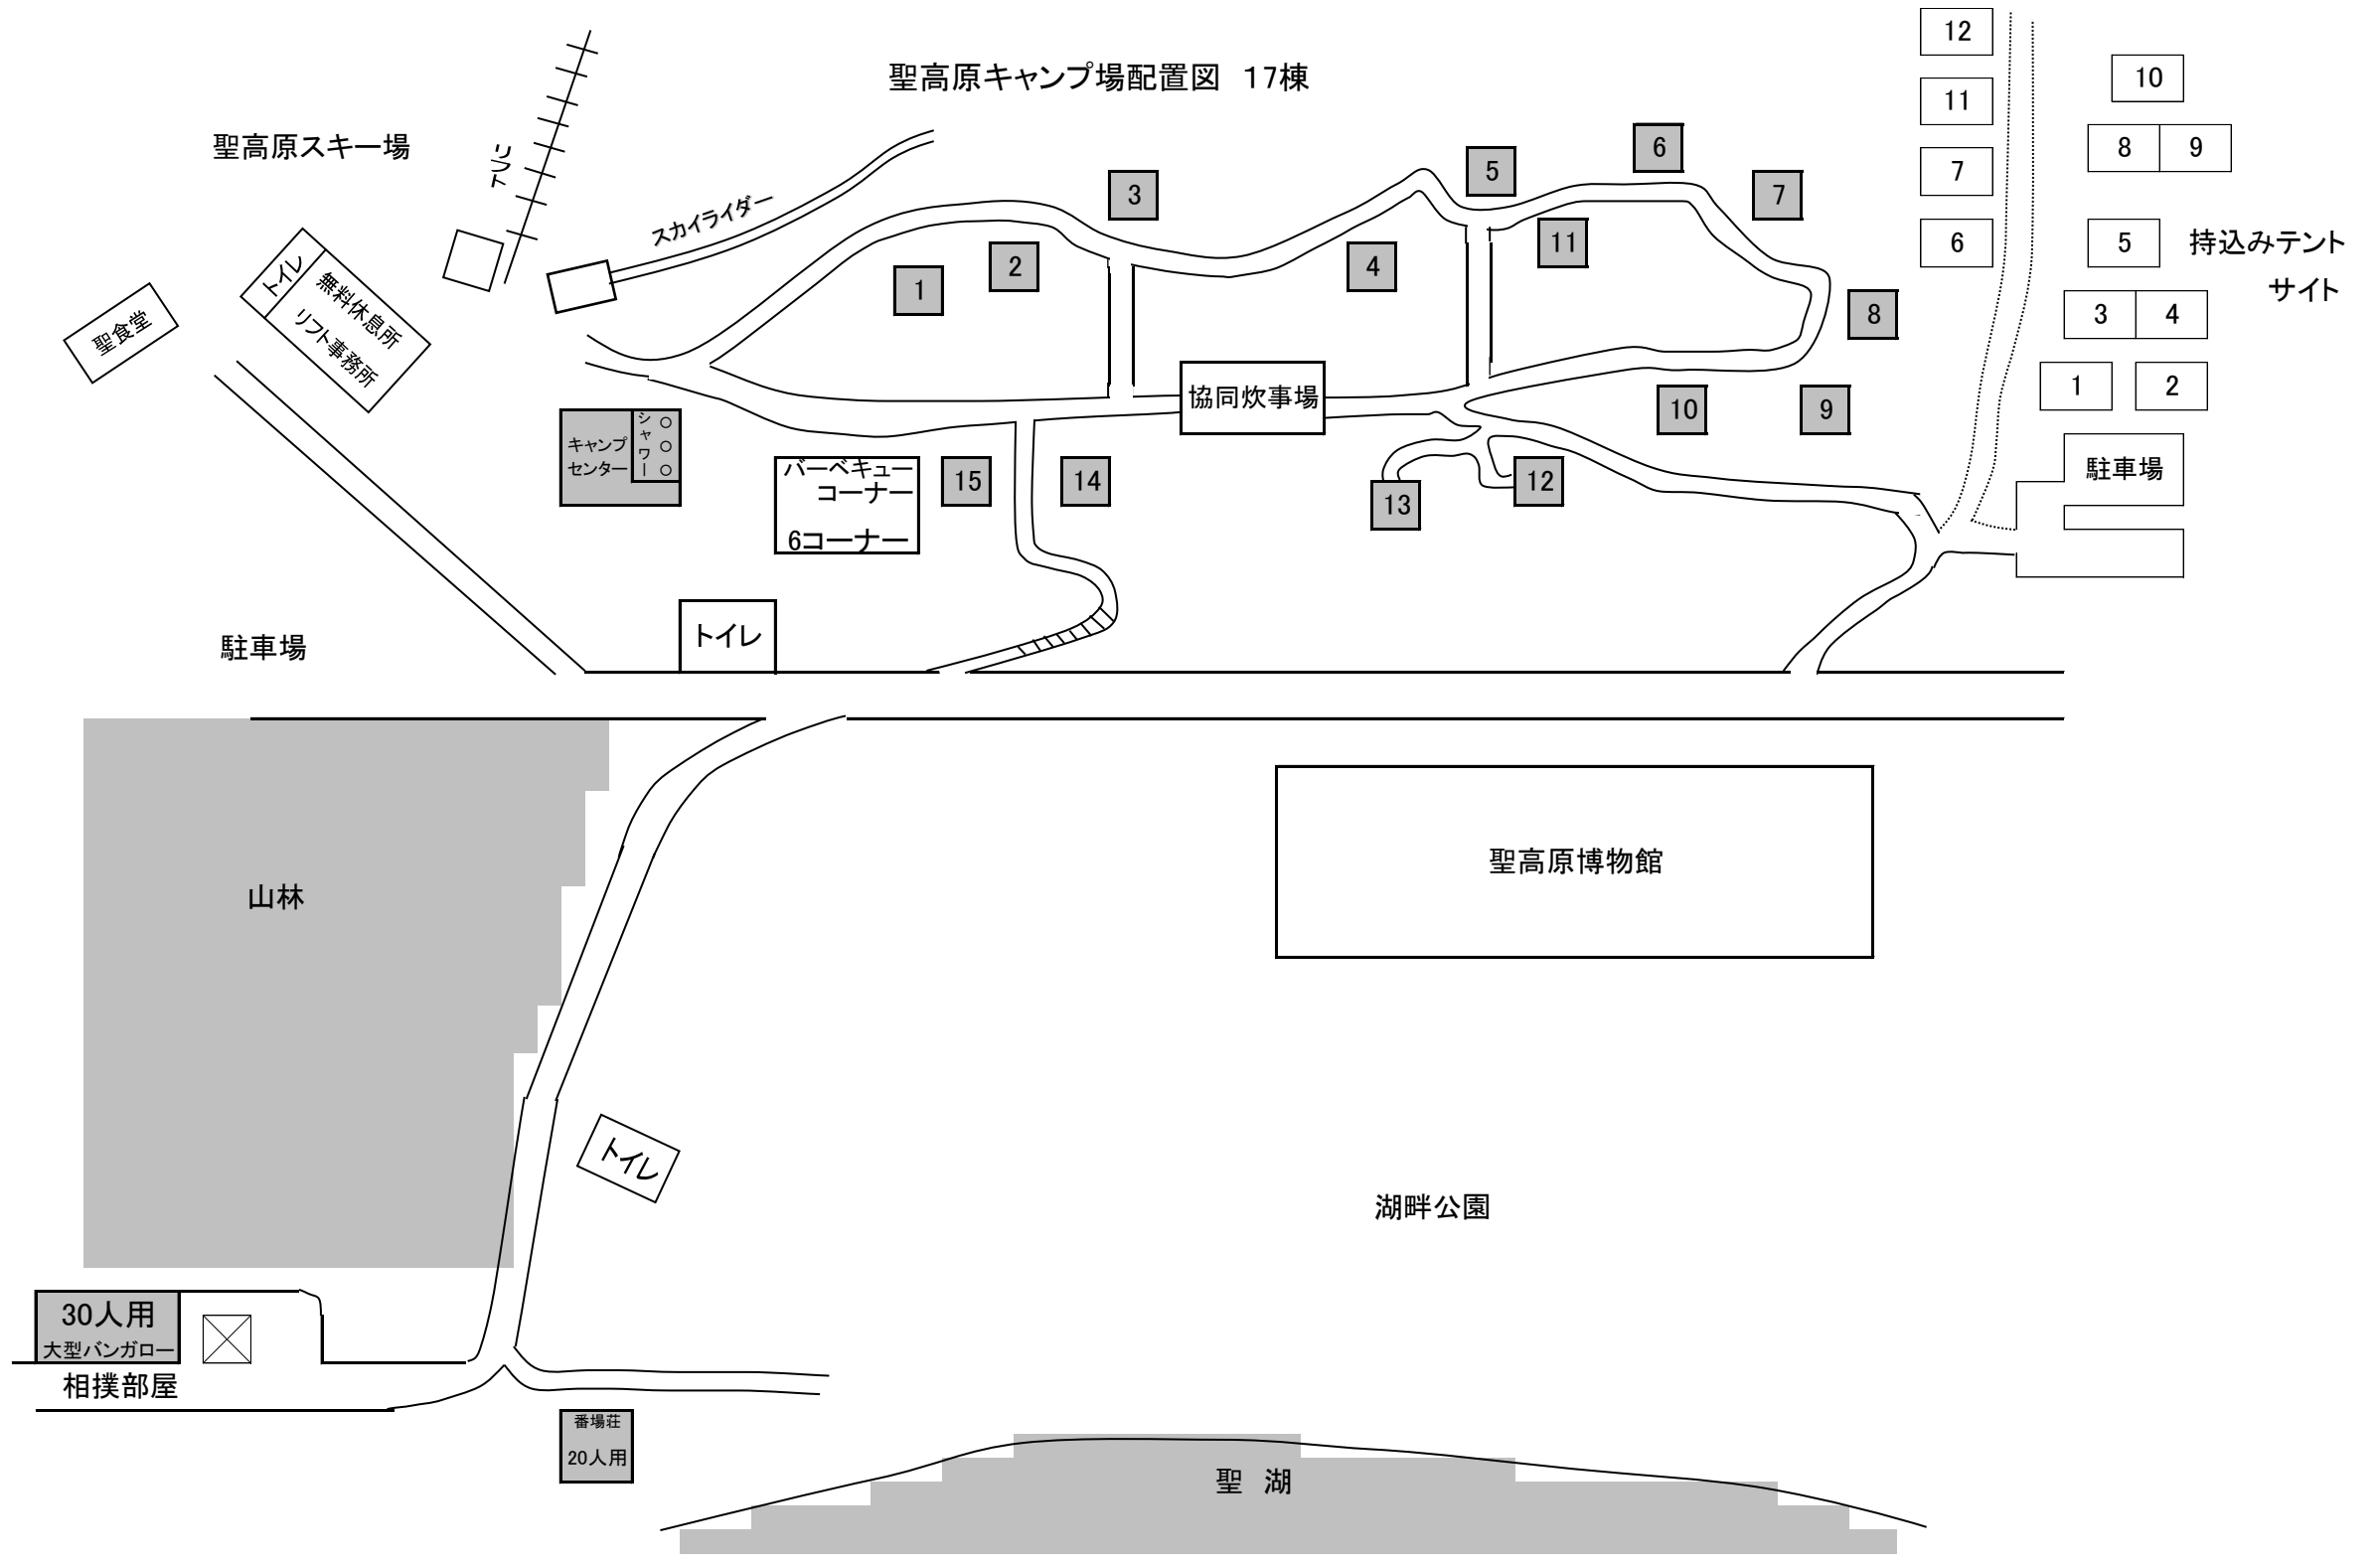 聖高原キャンプ場配置図　17棟
聖高原スキー場
リフト
スカイライダー
トイレ
無料休息所
リフト事務所
聖食堂
1
2
3
4
5
6
7
8
9
10
11
12
13
14
15
協同炊事場
キャンプ
センター
シャワー
○
○
○
バーベキュー
コーナー
6コーナー
12
11
7
6
10
8
9
5
3
4
1
2
持込みテント
サイト
駐車場
トイレ
駐車場
山林
聖高原博物館
トイレ
湖畔公園
30人用
大型バンガロー
相撲部屋
番場荘
20人用
聖　湖